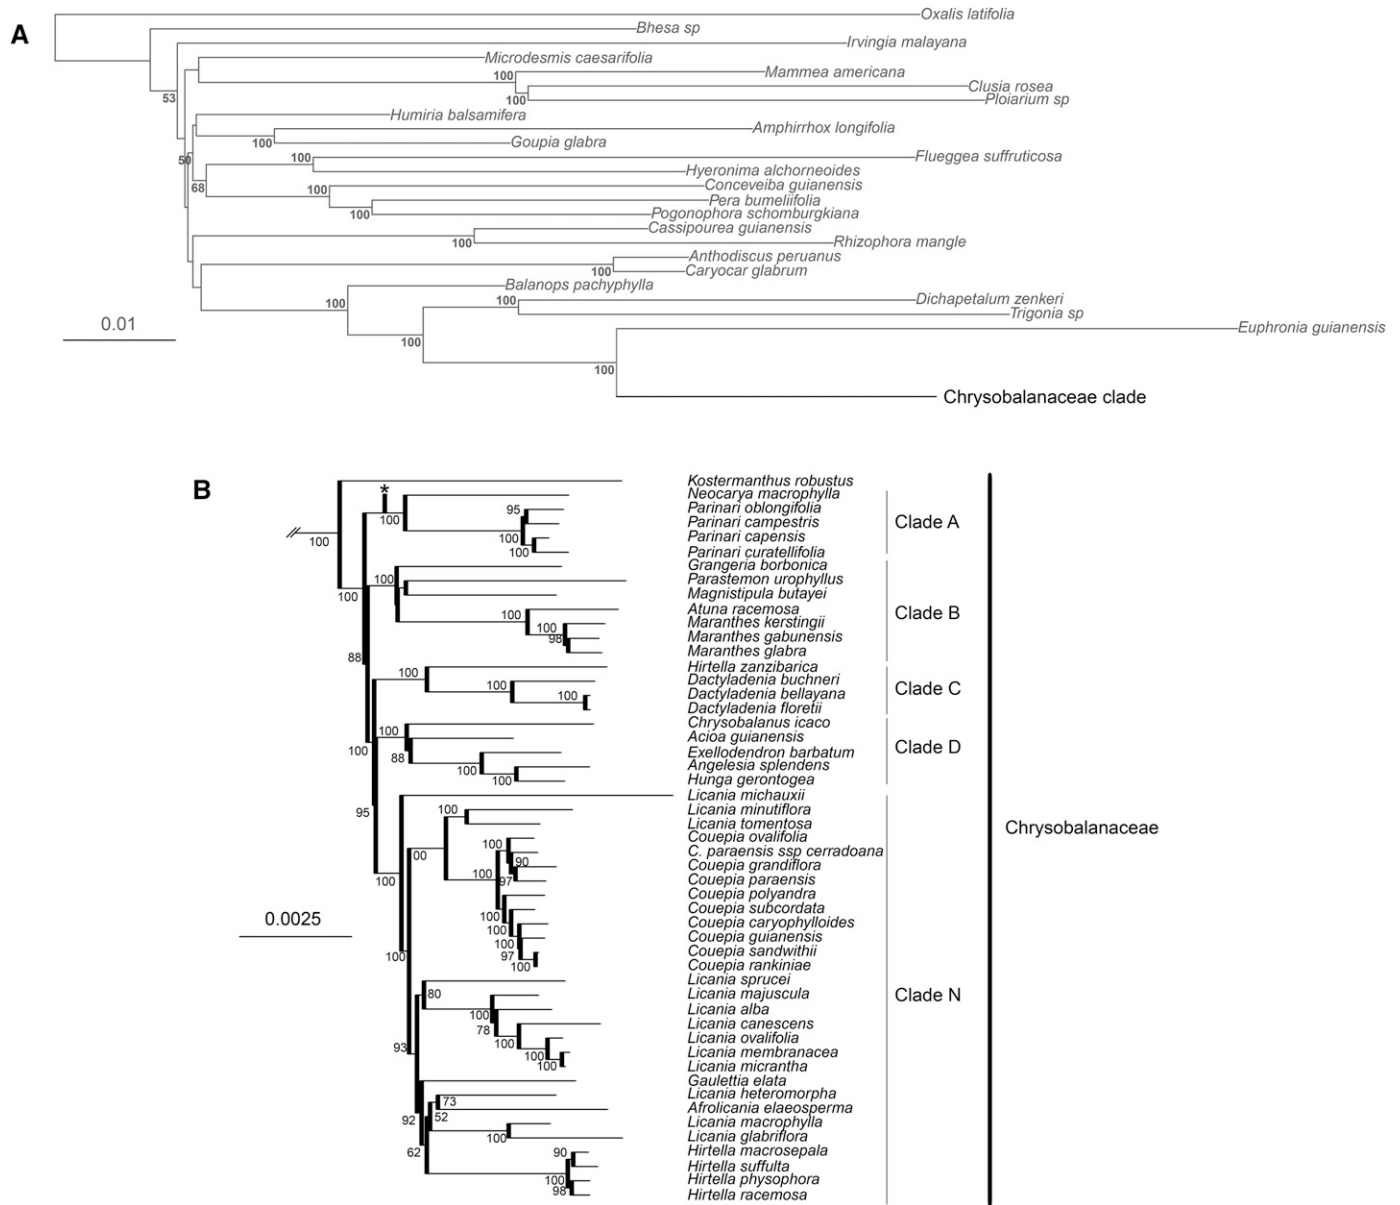 A
Oxalis latifolia
Bhesa sp
Irvingia malayana
53
Microdesmis caesarifolia
100
Mammea americana
100
Clusia rosea
Ploiarium sp
50
Humiria balsamifera
100
Amphirrhox longifolia
Goupia glabra
68
100
Flueggea suffruticosa
Hyeronima alchorneoides
100
Conceveiba guianensis
100
Pera bumeliifolia
Pogonophora schomburgkiana
100
Cassipourea guianensis
Rhizophora mangle
100
Anthodiscus peruanus
Caryocar glabrum
100
Balanops pachyphylla
100
100
Dichapetalum zenkeri
Trigonia sp
100
Euphronia guianensis
Chrysobalanaceae clade
0.01
B
100
Kostermanthus robustus
*
100
Neocarya macrophylla
95
Parinari oblongifolia
100
Parinari campestris
Parinari capensis
100
Parinari curatellifolia
Clade A
100
100
Grangeria borbonica
Parastemon urophyllus
Magnistipula butayei
100
Atuna racemosa
100
Maranthes kerstingii
98
Maranthes gabunensis
Maranthes glabra
Clade B
88
100
Hirtella zanzibarica
100
Dactyladenia buchneri
100
Dactyladenia bellayana
Dactyladenia floretii
Clade C
100
100
Chrysobalanus icaco
88
Acioa guianensis
100
Exellodendron barbatum
100
Angelesia splendens
Hunga gerontogea
Clade D
95
100
Licania michauxii
100
Licania minutiflora
Licania tomentosa
00
100
Couepia ovalifolia
C. paraensis ssp cerradoana
90
Couepia grandiflora
100
97
Couepia paraensis
Couepia polyandra
100
Couepia subcordata
100
Couepia caryophylloides
100
Couepia guianensis
97
Couepia sandwithii
100
Couepia rankiniae
100
Licania sprucei
80
Licania majuscula
100
Licania alba
78
Licania canescens
100
Licania ovalifolia
100
Licania membranacea
100
Licania micrantha
93
Gaulettia elata
Licania heteromorpha
73
Afrolicania elaeosperma
92
52
Licania macrophylla
100
Licania glabriflora
62
90
Hirtella macrosepala
Hirtella suffulta
100
Hirtella physophora
98
Hirtella racemosa
Clade N
Chrysobalanaceae
0.0025